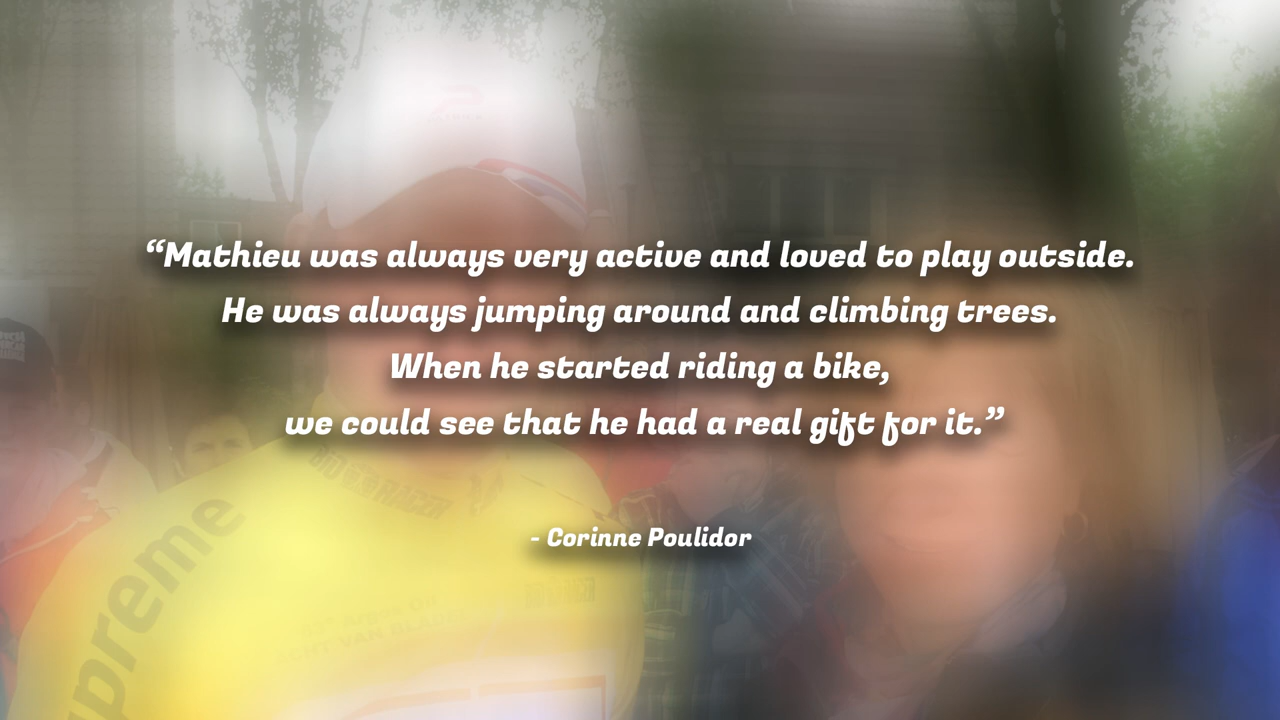 “Mathieu was always very active and loved to play outside.
He was always jumping around and climbing trees.
When he started riding a bike,
we could see that he had a real gift for it.”
- Corinne Poulidor
preme